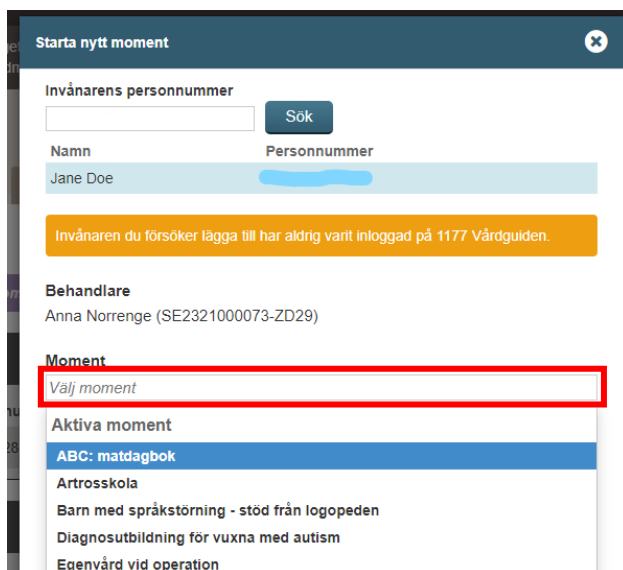 Starta nytt moment
Invånarens personnummer
Sök
Namn Personnummer
Jane Doe
Invånaren du försöker lägga till har aldrig varit inloggad på 1177 Vårdguiden.
Behandlare
Anna Norrenge (SE2321000073-ZD29)
Moment
Välj moment
Aktiva moment
ABC: matdagbok
Artrosskola
Barn med språkstörning - stöd från logopeden
Diagnosutbildning för vuxna med autism
Egenvård vid operation